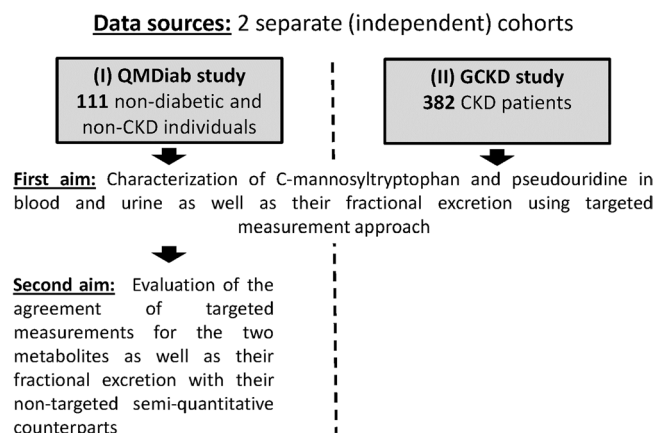 Data sources: 2 separate (independent) cohorts
(I) QMDiab study
111 non-diabetic and
non-CKD individuals
(II) GCKD study
382 CKD patients
First aim: Characterization of C-mannosyltryptophan and pseudouridine in
blood and urine as well as their fractional excretion using targeted
measurement approach
Second aim: Evaluation of the
agreement of targeted
measurements for the two
metabolites as well as their
fractional excretion with their
non-targeted semi-quantitative
counterparts